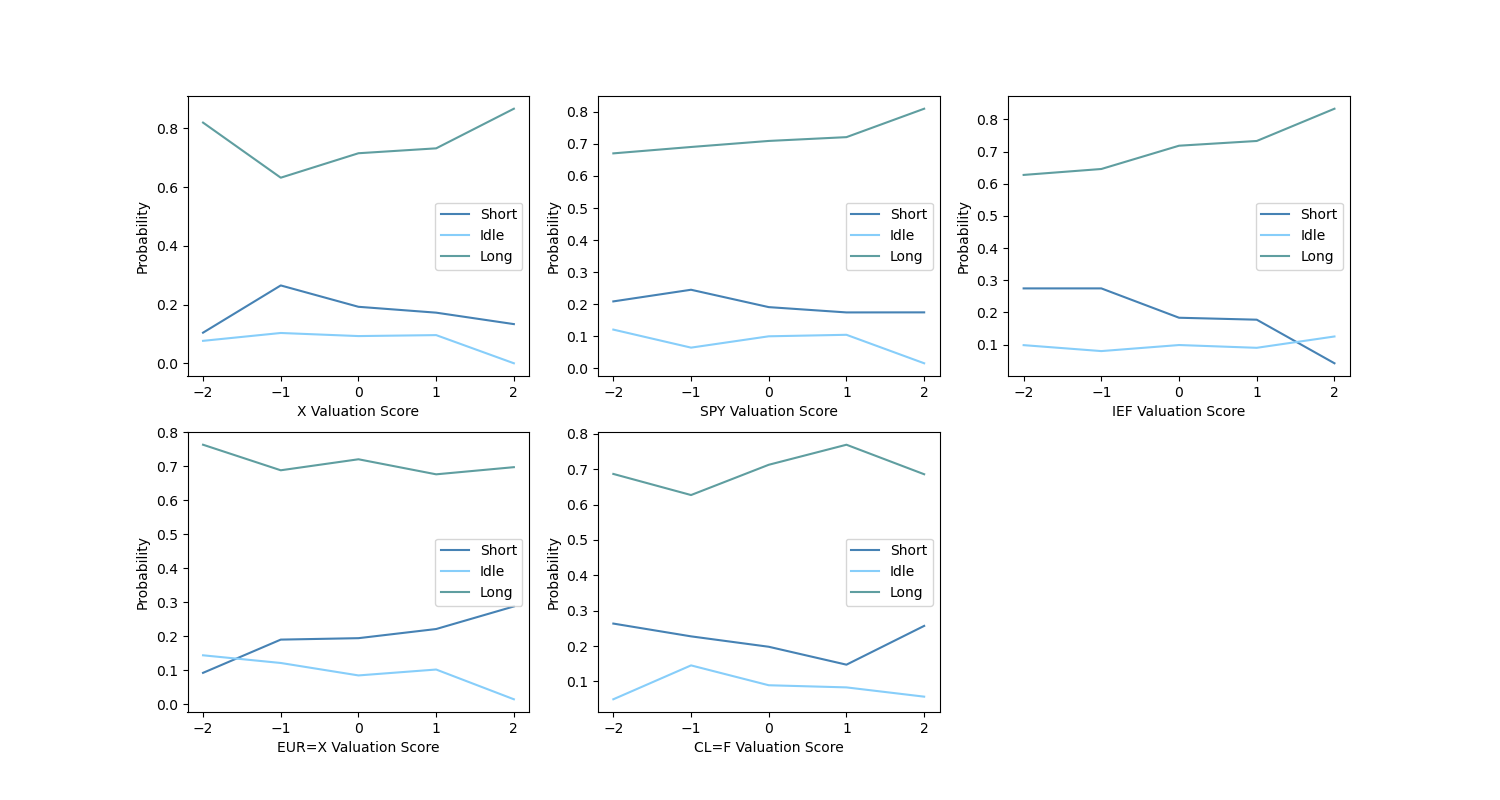 0.8
0.6
0.4
0.2
0.0
Probability
−2 −1 0 1 2
X Valuation Score
Short
Idle
Long
0.8
0.7
0.6
0.5
0.4
0.3
0.2
0.1
0.0
Probability
−2 −1 0 1 2
SPY Valuation Score
Short
Idle
Long
0.8
0.7
0.6
0.5
0.4
0.3
0.2
0.1
Probability
−2 −1 0 1 2
IEF Valuation Score
Short
Idle
Long
0.8
0.7
0.6
0.5
0.4
0.3
0.2
0.1
0.0
Probability
−2 −1 0 1 2
EUR=X Valuation Score
Short
Idle
Long
0.8
0.7
0.6
0.5
0.4
0.3
0.2
0.1
Probability
−2 −1 0 1 2
CL=F Valuation Score
Short
Idle
Long